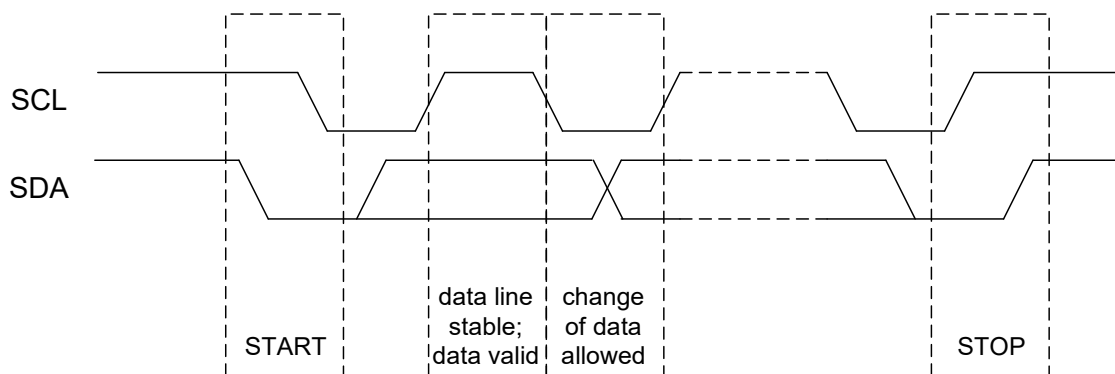 SCL
SDA
START
data line
stable;
data valid
change
of data
allowed
STOP